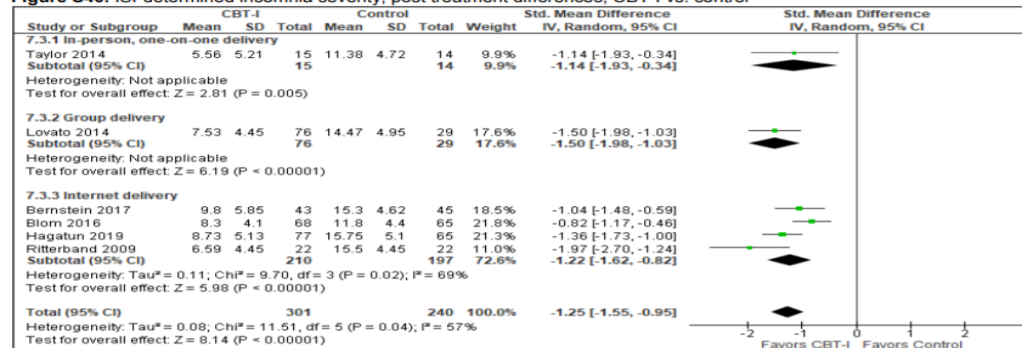 CBT-I Control Std. Mean Difference Std. Mean Difference
Study or Subgroup Mean SD Total Mean SD Total Weight IV, Random, 95% CI IV, Random, 95% CI
7.3.1 In-person, one-on-one delivery
Taylor 2014 5.56 5.21 15 11.38 4.72 14 9.9% -1.14 [-1.93, -0.34]
Subtotal (95% CI) 15 14 9.9% -1.14 [-1.93, -0.34]
Heterogeneity: Not applicable
Test for overall effect: Z = 2.81 (P = 0.005)
7.3.2 Group delivery
Lovato 2014 7.53 4.45 76 14.47 4.95 29 17.6% -1.50 [-1.98, -1.03]
Subtotal (95% CI) 76 29 17.6% -1.50 [-1.98, -1.03]
Heterogeneity: Not applicable
Test for overall effect: Z = 6.19 (P < 0.00001)
7.3.3 Internet delivery
Bernstein 2017 9.8 5.85 43 15.3 4.62 45 18.5% -1.04 [-1.48, -0.59]
Blom 2016 8.3 4.1 68 11.8 4.4 65 21.8% -0.82 [-1.17, -0.46]
Hagatun 2019 8.73 5.13 77 15.75 5.1 65 21.3% -1.36 [-1.73, -1.00]
Ritterband 2009 6.59 4.45 22 15.5 4.45 22 11.0% -1.97 [-2.70, -1.24]
Subtotal (95% CI) 210 197 72.6% -1.22 [-1.62, -0.82]
Heterogeneity: Tau² = 0.11; Chi² = 9.70, df = 3 (P = 0.02); I² = 69%
Test for overall effect: Z = 5.98 (P < 0.00001)
Total (95% CI) 301 240 100.0% -1.25 [-1.55, -0.95]
Heterogeneity: Tau² = 0.08; Chi² = 11.51, df = 5 (P = 0.04); I² = 57%
Test for overall effect: Z = 8.14 (P < 0.00001)
-2 -1 0 1 2
Favors CBT-I Favors Control